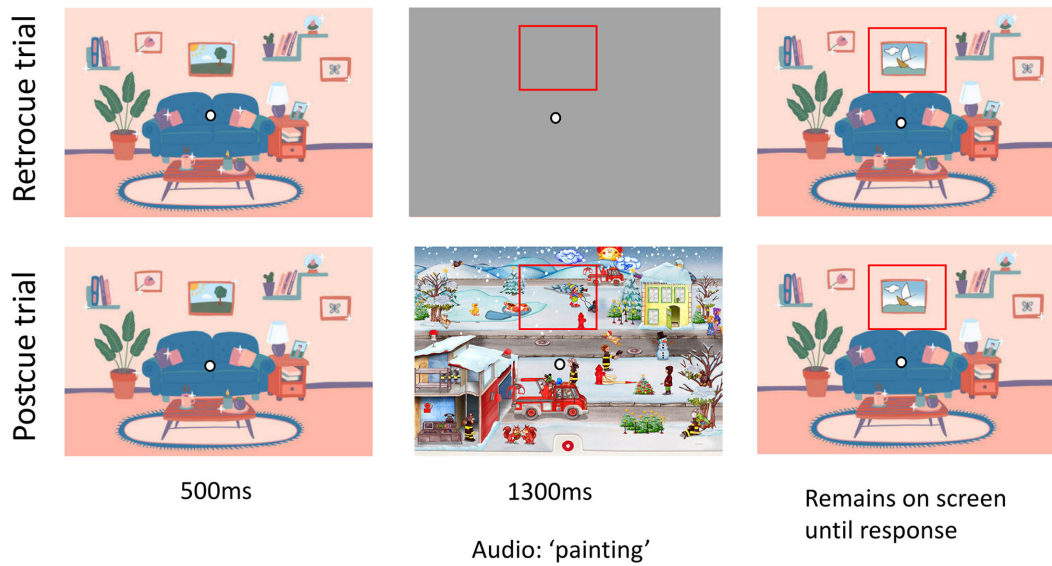 Retrocue trial
Postcue trial
500ms
1300ms
Remains on screen
until response
Audio: ‘painting’